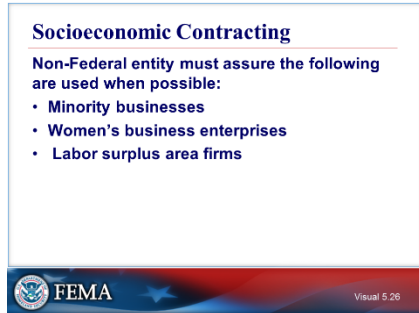 Socioeconomic Contracting
Non-Federal entity must assure the following
are used when possible:
• Minority businesses
• Women's business enterprises
• Labor surplus area firms
FEMA
Visual 5.26